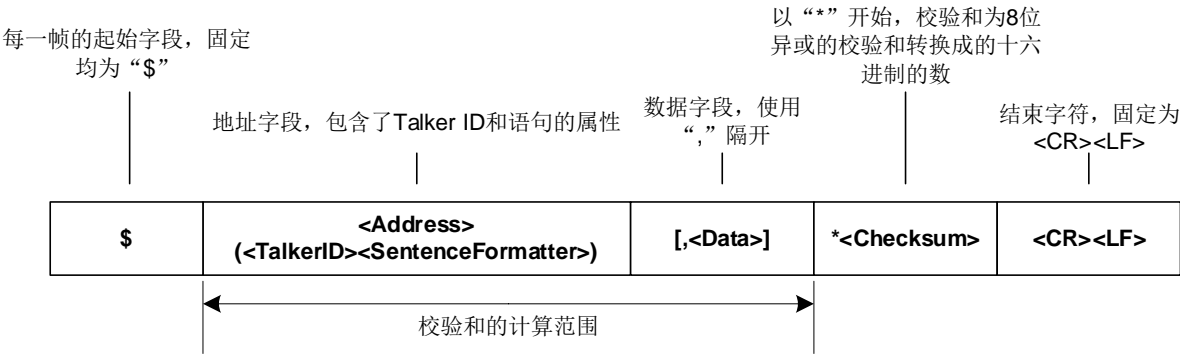 每一帧的起始字段，固定
均为“$”
地址字段，包含了Talker ID和语句的属性
数据字段，使用
“,”隔开
以“*”开始，校验和为8位
异或的校验和转换成的十六
进制的数
结束字符，固定为
<CR><LF>
$
<Address>
(<TalkerID><SentenceFormatter>)
[,<Data>]
*<Checksum>
<CR><LF>
校验和的计算范围